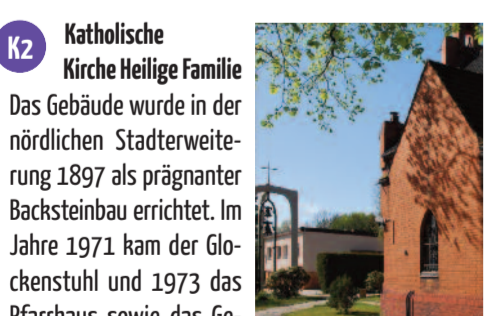 K2
Katholische
Kirche Heilige Familie
Das Gebäude wurde in der
nördlichen Stadterweite-
rung 1897 als prägnanter
Backsteinbau errichtet. Im
Jahre 1971 kam der Glo-
ckenstuhl und 1973 das
Pfarrhaus sowie das Ge-